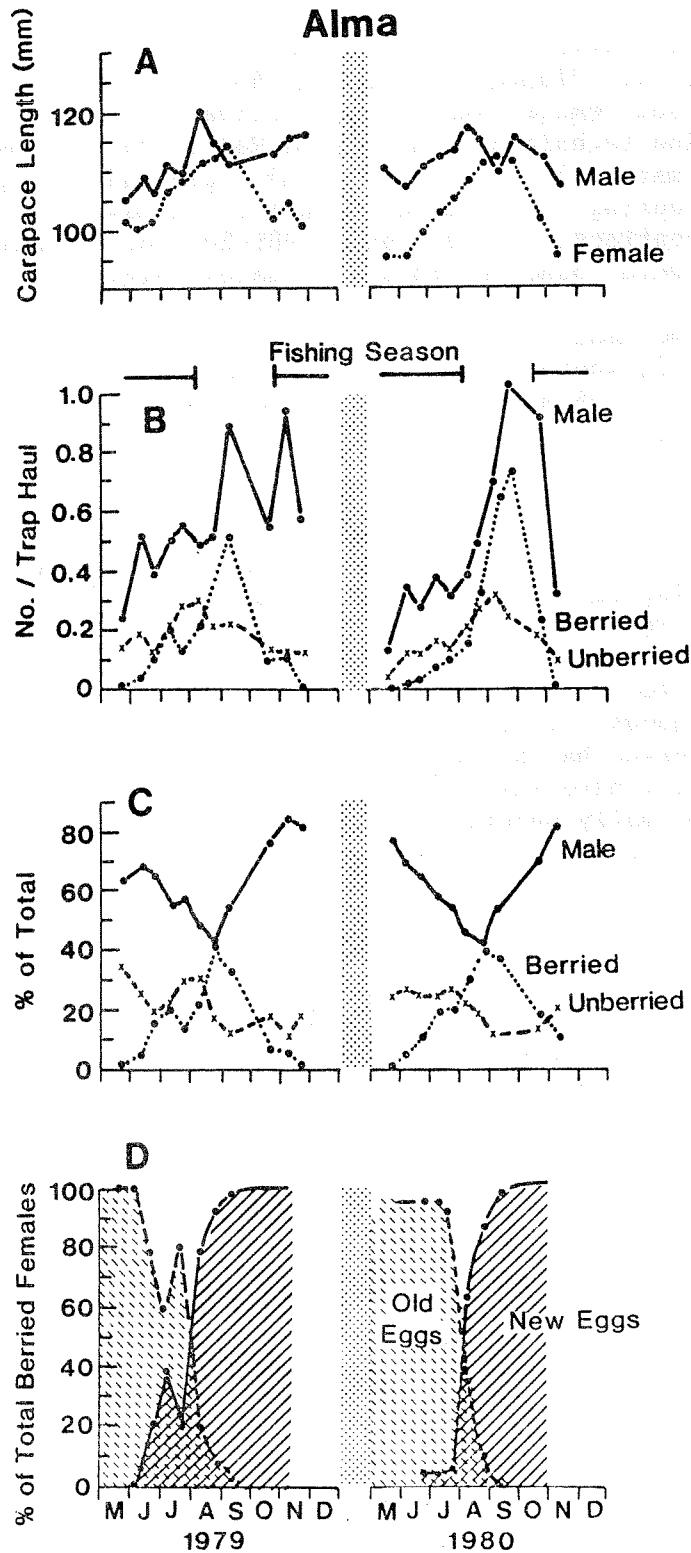 Alma
A
Carapace Length (mm)
120
100
Male
Female
Fishing Season
B
No. / Trap Haul
1.0
0.8
0.6
0.4
0.2
0
Male
Berried
Unberried
C
% of Total
80
60
40
20
0
Male
Berried
Unberried
D
% of Total Berried Females
100
80
60
40
20
0
Old
Eggs
New Eggs
M J J A S O N D M J J A S O N D
1979 1980